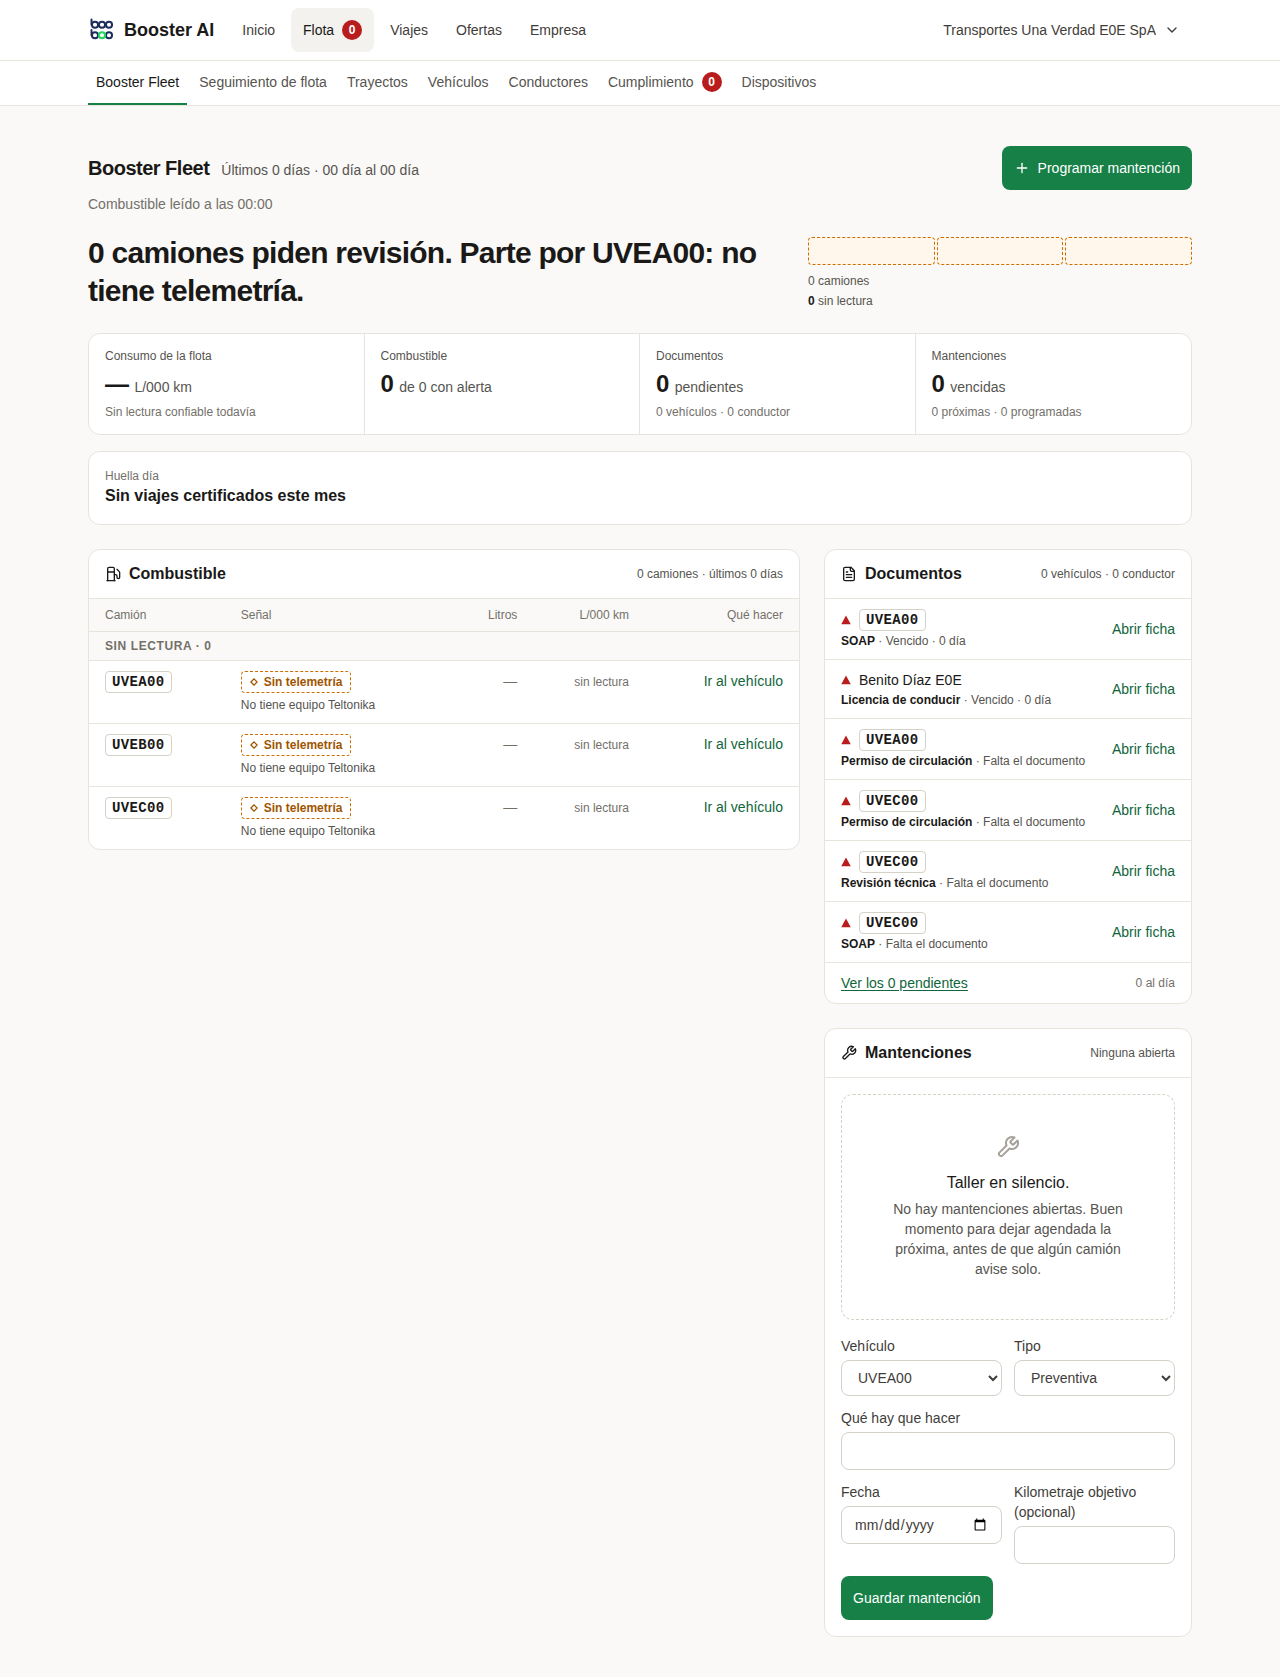 Booster AI
Inicio
Flota 0
Viajes
Ofertas
Empresa
Transportes Una Verdad E0E SpA
Booster Fleet
Seguimiento de flota
Trayectos
Vehículos
Conductores
Cumplimiento 0
Dispositivos
Booster Fleet Últimos 0 días · 00 día al 00 día
Programar mantención
Combustible leído a las 00:00
0 camiones piden revisión. Parte por UVEA00: no
tiene telemetría.
0 camiones
0 sin lectura
Consumo de la flota
— L/000 km
Sin lectura confiable todavía
Combustible
0 de 0 con alerta
Documentos
0 pendientes
0 vehículos · 0 conductor
Mantenciones
0 vencidas
0 próximas · 0 programadas
Huella día
Sin viajes certificados este mes
Combustible
0 camiones · últimos 0 días
Camión Señal Litros L/000 km Qué hacer
SIN LECTURA · 0
UVEA00 Sin telemetría — sin lectura Ir al vehículo
No tiene equipo Teltonika
UVEB00 Sin telemetría — sin lectura Ir al vehículo
No tiene equipo Teltonika
UVEC00 Sin telemetría — sin lectura Ir al vehículo
No tiene equipo Teltonika
Documentos
0 vehículos · 0 conductor
UVEA00
SOAP · Vencido · 0 día
Abrir ficha
Benito Díaz E0E
Licencia de conducir · Vencido · 0 día
Abrir ficha
UVEA00
Permiso de circulación · Falta el documento
Abrir ficha
UVEC00
Permiso de circulación · Falta el documento
Abrir ficha
UVEC00
Revisión técnica · Falta el documento
Abrir ficha
UVEC00
SOAP · Falta el documento
Abrir ficha
Ver los 0 pendientes
0 al día
Mantenciones
Ninguna abierta
Taller en silencio.
No hay mantenciones abiertas. Buen
momento para dejar agendada la
próxima, antes de que algún camión
avise solo.
Vehículo
UVEA00
Tipo
Preventiva
Qué hay que hacer
Fecha
mm/dd/yyyy
Kilometraje objetivo
(opcional)
Guardar mantención